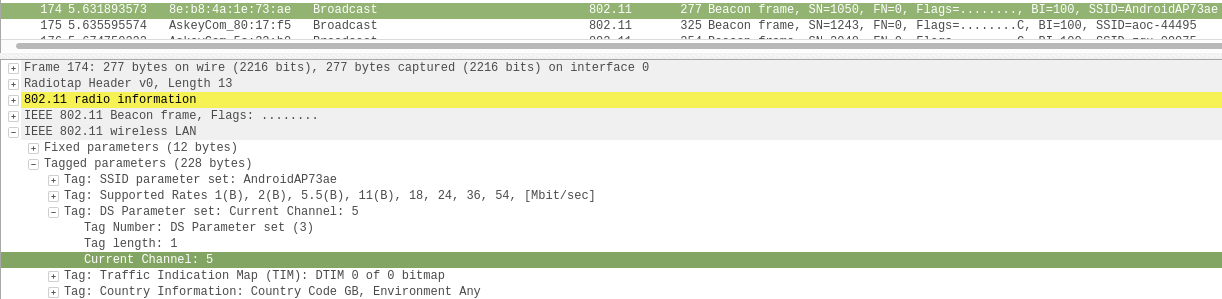 174 5.631893573 8e:b8:4a:1e:73:ae Broadcast 802.11 277 Beacon frame, SN=1050, FN=0, Flags=........, BI=100, SSID=AndroidAP73ae
175 5.635595574 AskeyCom_80:17:f5 Broadcast 802.11 325 Beacon frame, SN=1243, FN=0, Flags=........C, BI=100, SSID=aoc-44495
Frame 174: 277 bytes on wire (2216 bits), 277 bytes captured (2216 bits) on interface 0
Radiotap Header v0, Length 13
802.11 radio information
IEEE 802.11 Beacon frame, Flags: ........
IEEE 802.11 wireless LAN
Fixed parameters (12 bytes)
Tagged parameters (228 bytes)
Tag: SSID parameter set: AndroidAP73ae
Tag: Supported Rates 1(B), 2(B), 5.5(B), 11(B), 18, 24, 36, 54, [Mbit/sec]
Tag: DS Parameter set: Current Channel: 5
Tag Number: DS Parameter set (3)
Tag length: 1
Current Channel: 5
Tag: Traffic Indication Map (TIM): DTIM 0 of 0 bitmap
Tag: Country Information: Country Code GB, Environment Any